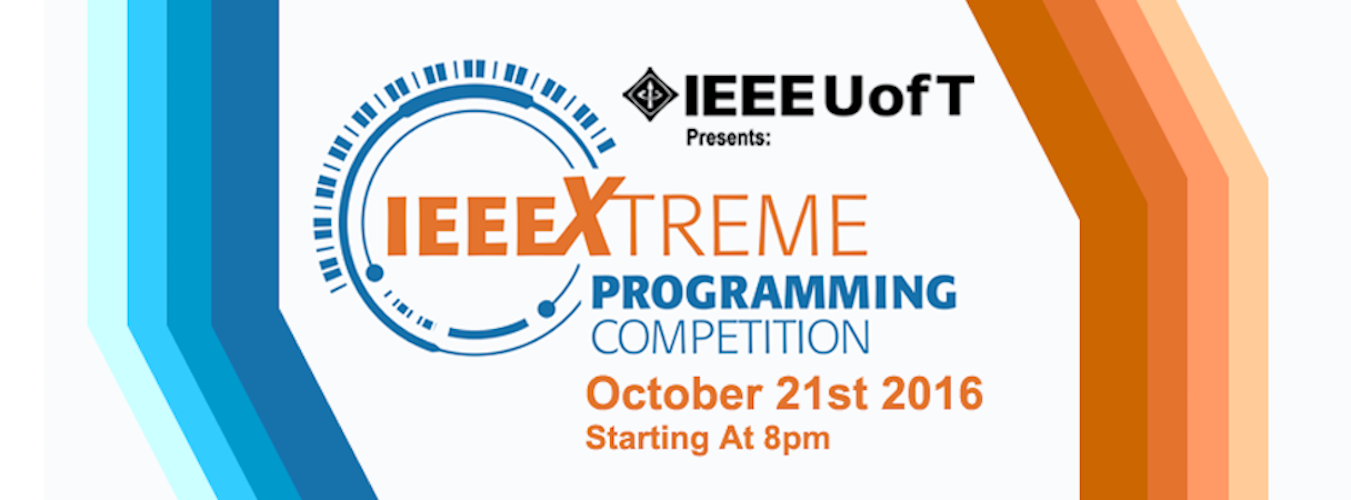 IEEE UofT
Presents:
IEEEXTREME
PROGRAMMING
COMPETITION
October 21st 2016
Starting At 8pm